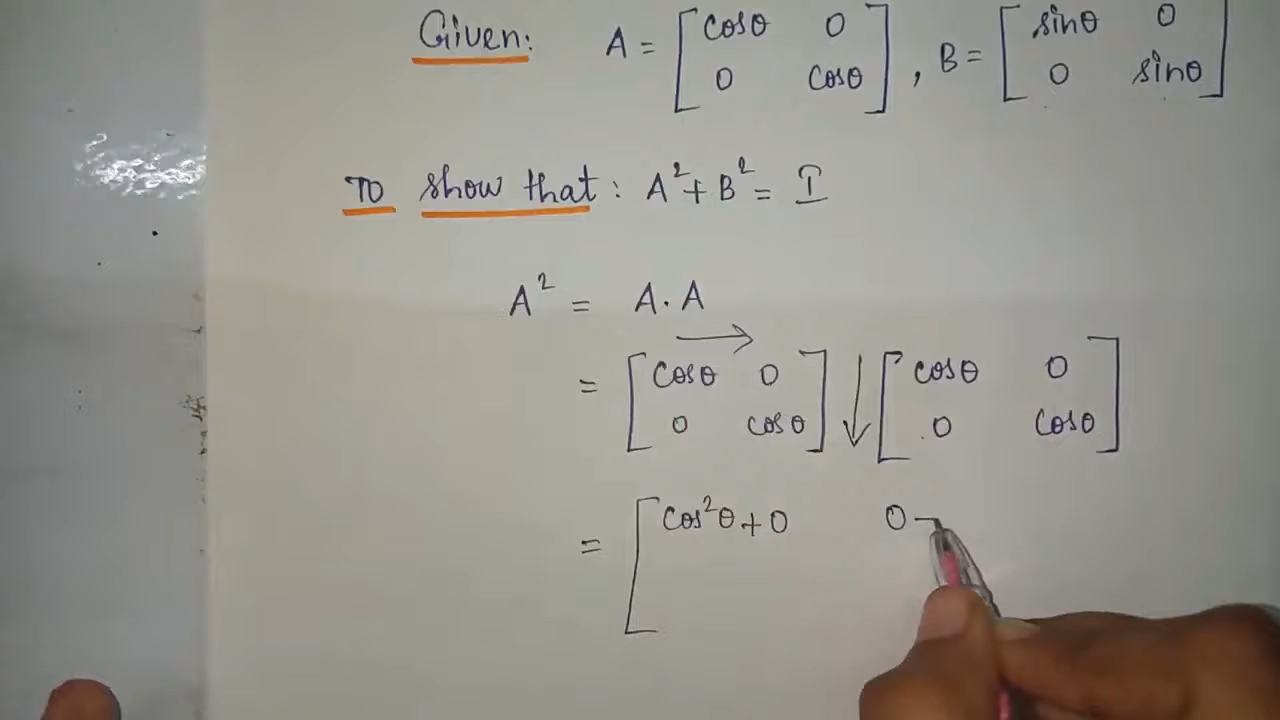 Given: A = [cosθ 0
0 cosθ], B = [sinθ 0
0 sinθ]
To show that: A²+B² = I
A² = A.A
= [cosθ 0
0 cosθ] [cosθ 0
0 cosθ]
= [cos²θ+0 0